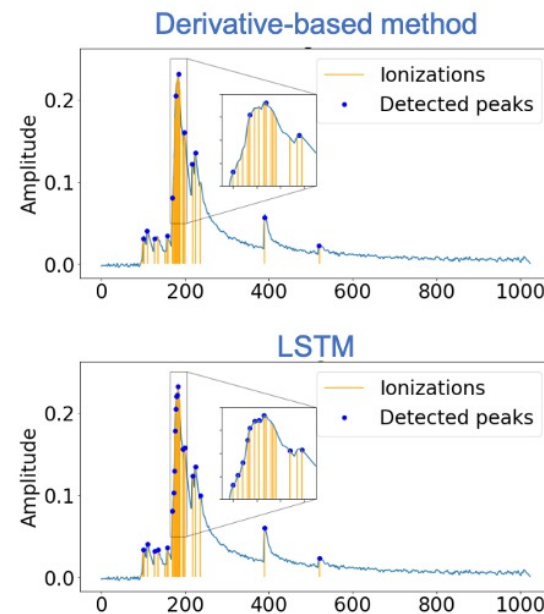 Derivative-based method
Ionizations
Detected peaks
Amplitude
0.2
0.1
0.0
0
200
400
600
800
1000
LSTM
Ionizations
Detected peaks
Amplitude
0.2
0.1
0.0
0
200
400
600
800
1000